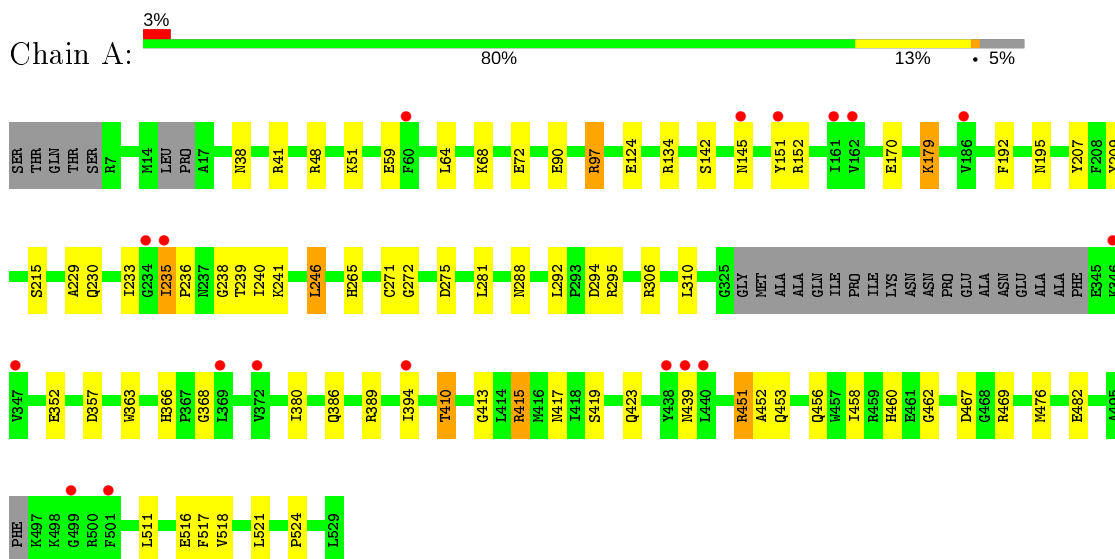 3%
Chain A:
80% 13% • 5%
SER THR GLN THR SER R7 M14 LEU PRO A17 N38 R41 R48 K51 E59 F60 L64 K68 E72 E90 R97 E124 R134 S142 N145 Y151 R152 I161 V162 E170 K179 V186 F192 N195 Y207 F208 Y209
S215 A229 Q230 I233 G234 I235 P236 N237 G238 T239 I240 K241 L246 H265 C271 G272 D275 L281 N288 L292 P293 D294 R295 R306 L310 G325 GLY MET ALA ALA GLN ILE PRO ILE LYS ASN ASN PRO GLU ALA ASN GLU ALA ALA PHE E345 K346
V347 E352 D357 W363 H366 P367 G368 L369 V372 I380 Q386 R389 I394 T410 G413 L414 R415 M416 N417 I418 S419 Q423 Y438 N439 L440 R451 A452 Q453 Q456 W457 I458 R459 H460 E461 G462 D467 G468 R469 M476 E482 A495
PHE K497 K498 G499 R500 F501 L511 E516 F517 V518 L521 P524 L529